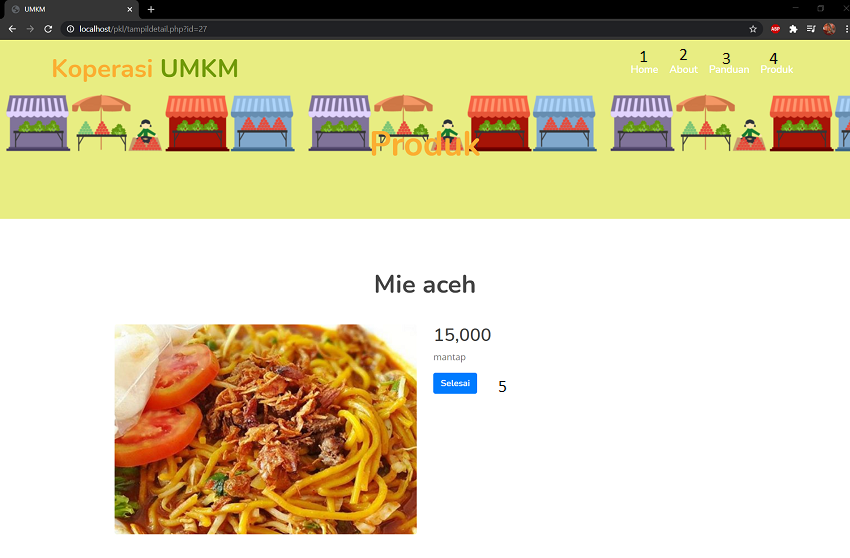 UMKM
localhost/pkl/tampildetail.php?id=27
ABP
Koperasi UMKM
1 2 3 4
Home About Panduan Produk
Produk
Mie aceh
15,000
mantap
Selesai 5